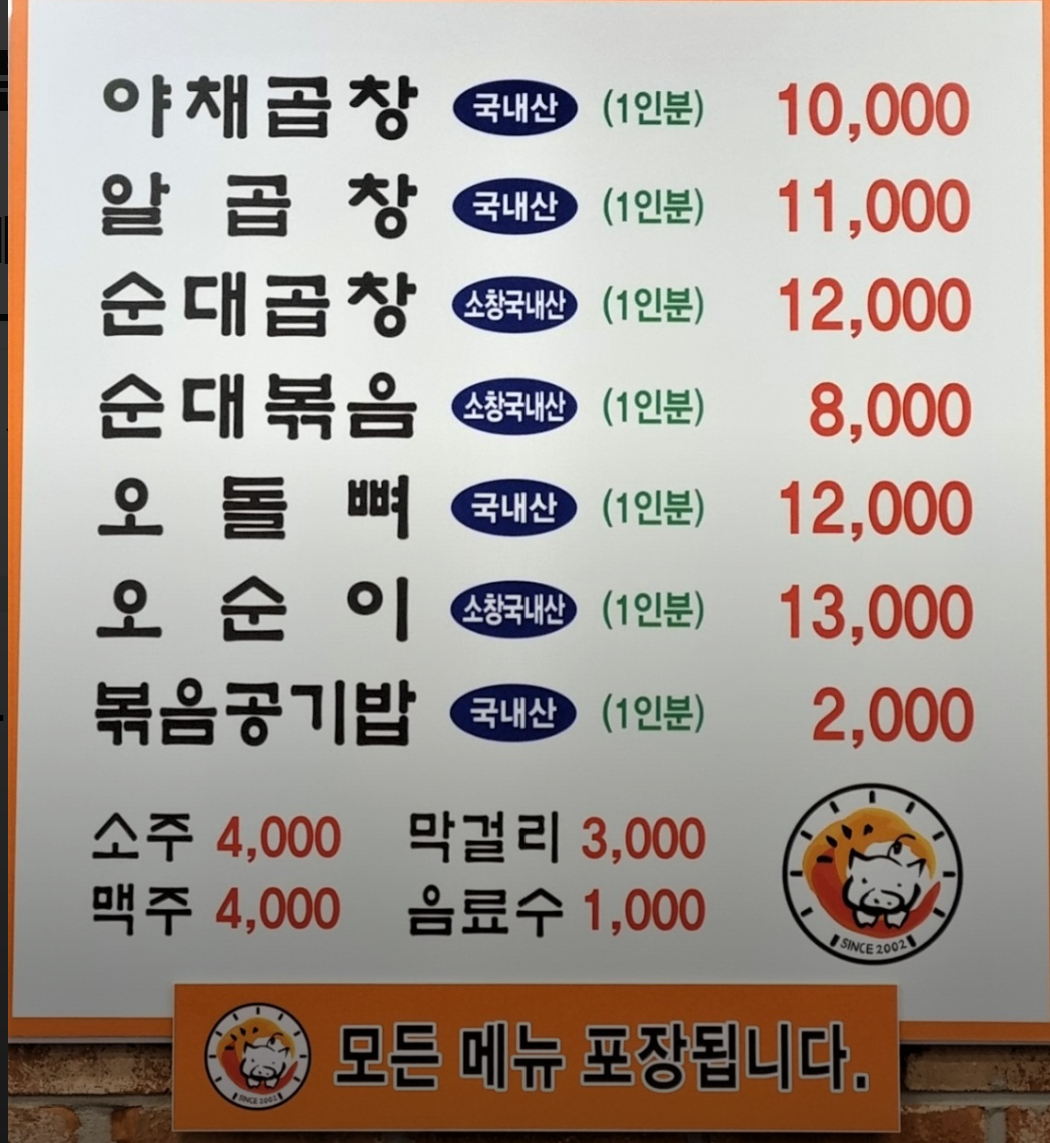 야채곱창 국내산 (1인분) 10,000
알곱창 국내산 (1인분) 11,000
순대곱창 소창국내산 (1인분) 12,000
순대볶음 소창국내산 (1인분) 8,000
오돌뼈 국내산 (1인분) 12,000
오순이 소창국내산 (1인분) 13,000
볶음공기밥 국내산 (1인분) 2,000
소주 4,000 막걸리 3,000
맥주 4,000 음료수 1,000
SINCE 2002
모든 메뉴 포장됩니다.
SINCE 2002